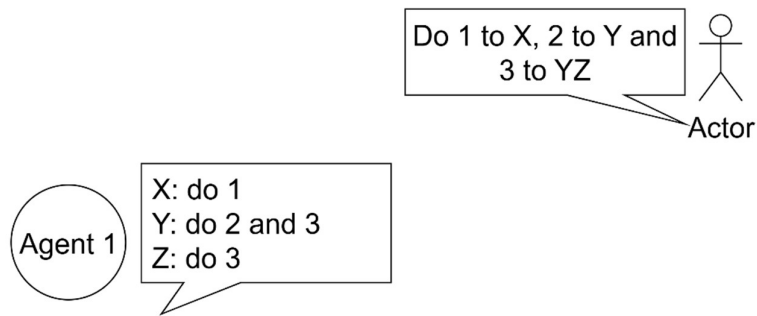 Do 1 to X, 2 to Y and
3 to YZ
Actor
X: do 1
Y: do 2 and 3
Z: do 3
Agent 1